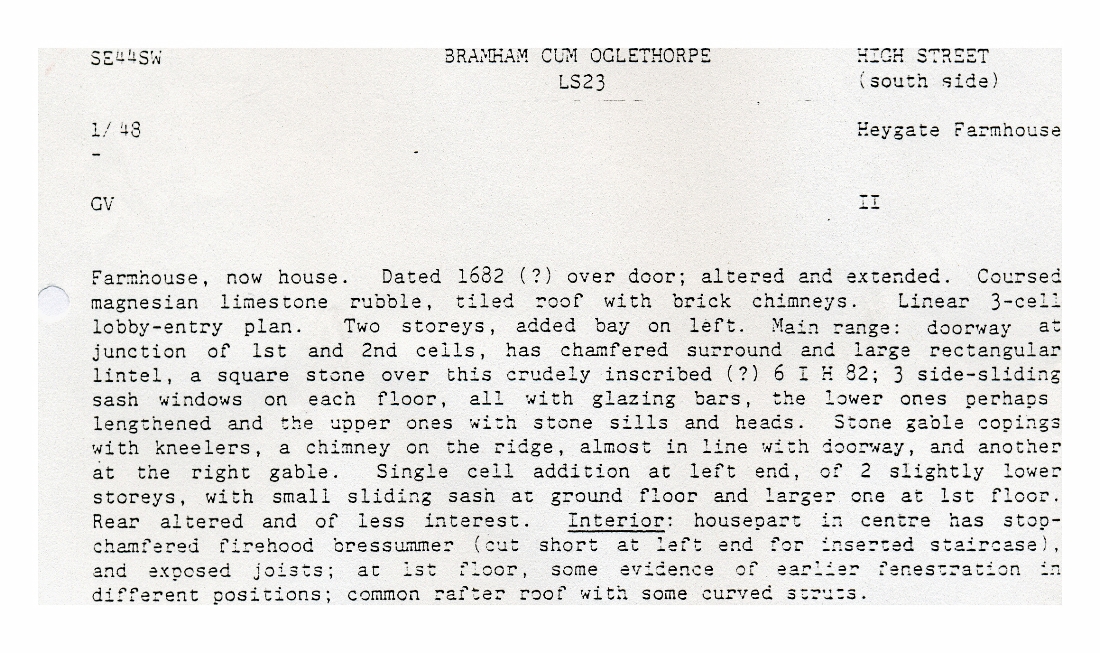 SE44SW BRAMHAM CUM OGLETHORPE HIGH STREET
LS23 (south side)
1/48 Heygate Farmhouse
-
GV II
Farmhouse, now house. Dated 1682 (?) over door; altered and extended. Coursed
magnesian limestone rubble, tiled roof with brick chimneys. Linear 3-cell
lobby-entry plan. Two storeys, added bay on left. Main range: doorway at
junction of 1st and 2nd cells, has chamfered surround and large rectangular
lintel, a square stone over this crudely inscribed (?) 6 I H 82; 3 side-sliding
sash windows on each floor, all with glazing bars, the lower ones perhaps
lengthened and the upper ones with stone sills and heads. Stone gable copings
with kneelers, a chimney on the ridge, almost in line with doorway, and another
at the right gable. Single cell addition at left end, of 2 slightly lower
storeys, with small sliding sash at ground floor and larger one at 1st floor.
Rear altered and of less interest. Interior: housepart in centre has stop-
chamfered firehood bressummer (cut short at left end for inserted staircase),
and exposed joists; at 1st floor, some evidence of earlier fenestration in
different positions; common rafter roof with some curved struts.